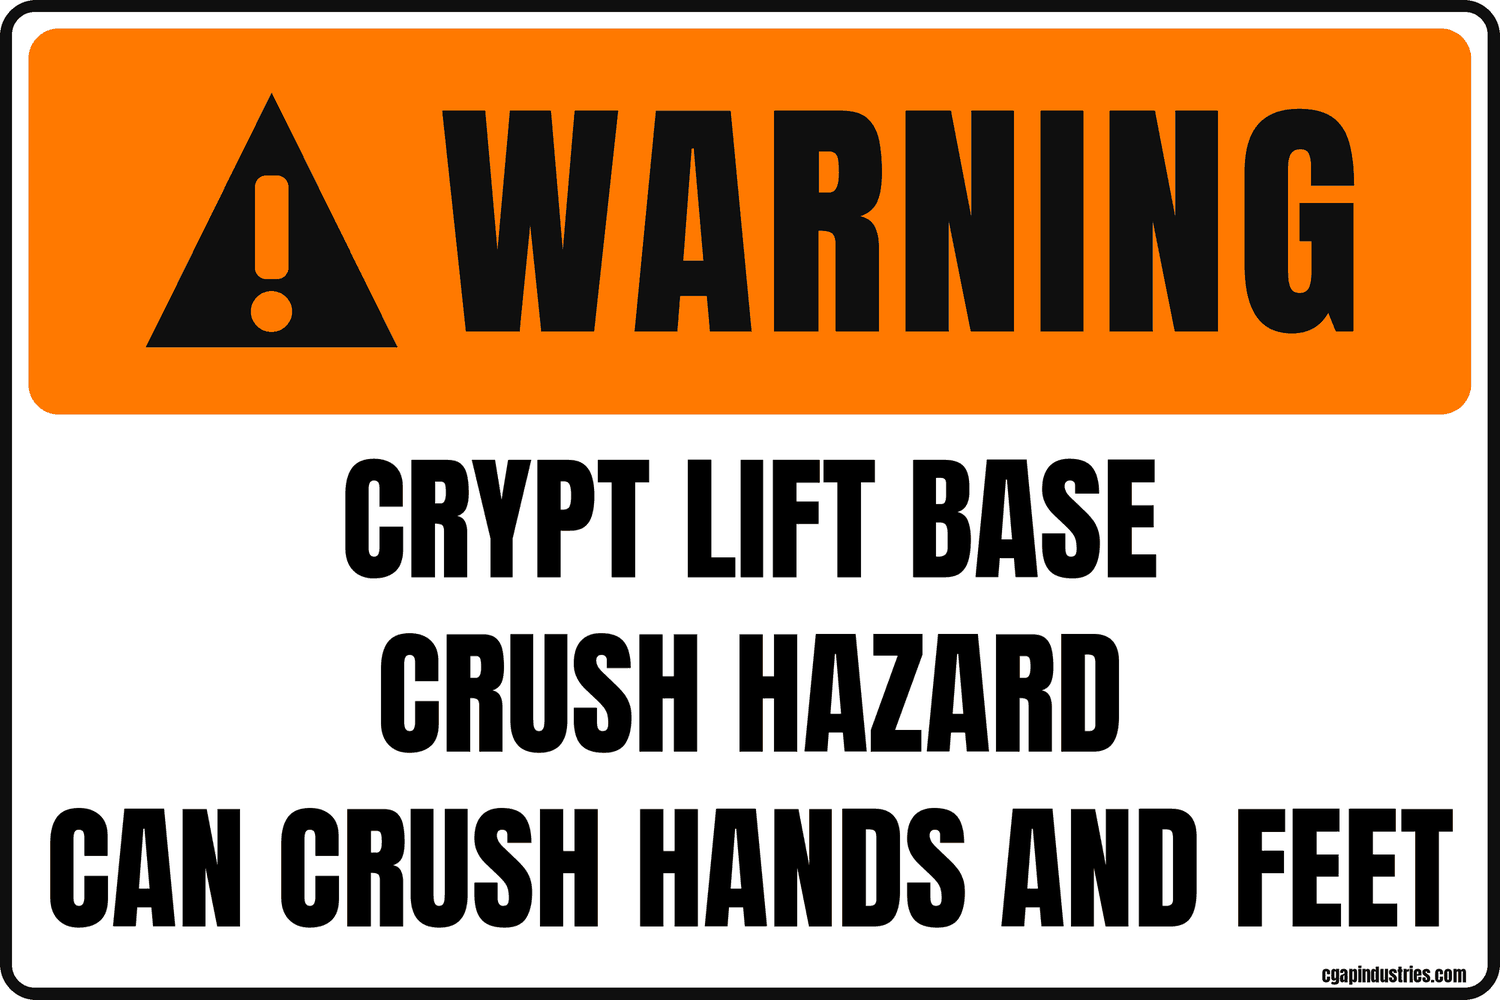 WARNING
CRYPT LIFT BASE
CRUSH HAZARD
CAN CRUSH HANDS AND FEET
cgapindustries.com